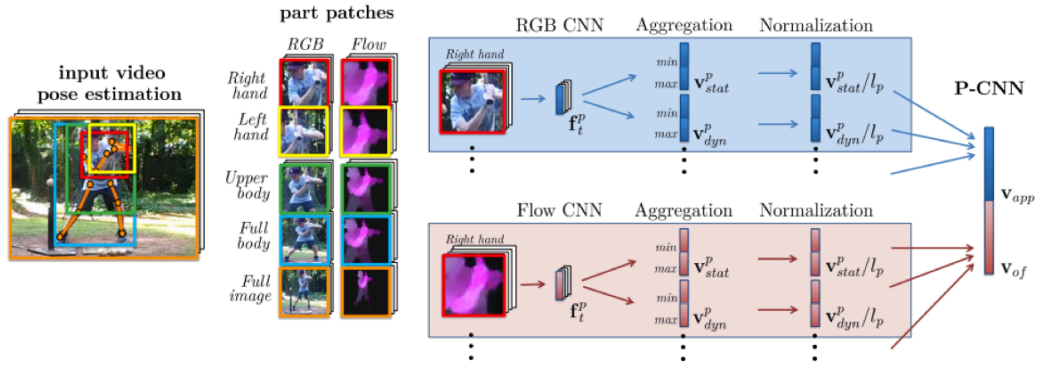 input video
pose estimation
part patches
RGB
Flow
Right
hand
Left
hand
Upper
body
Full
body
Full
image
RGB CNN
Aggregation
Normalization
Right hand
f_t^p
min
max
v_stat^p
min
max
v_dyn^p
v_stat^p/l_p
v_dyn^p/l_p
Flow CNN
Aggregation
Normalization
Right hand
f_t^p
min
max
v_stat^p
min
max
v_dyn^p
v_stat^p/l_p
v_dyn^p/l_p
P-CNN
v_app
v_of